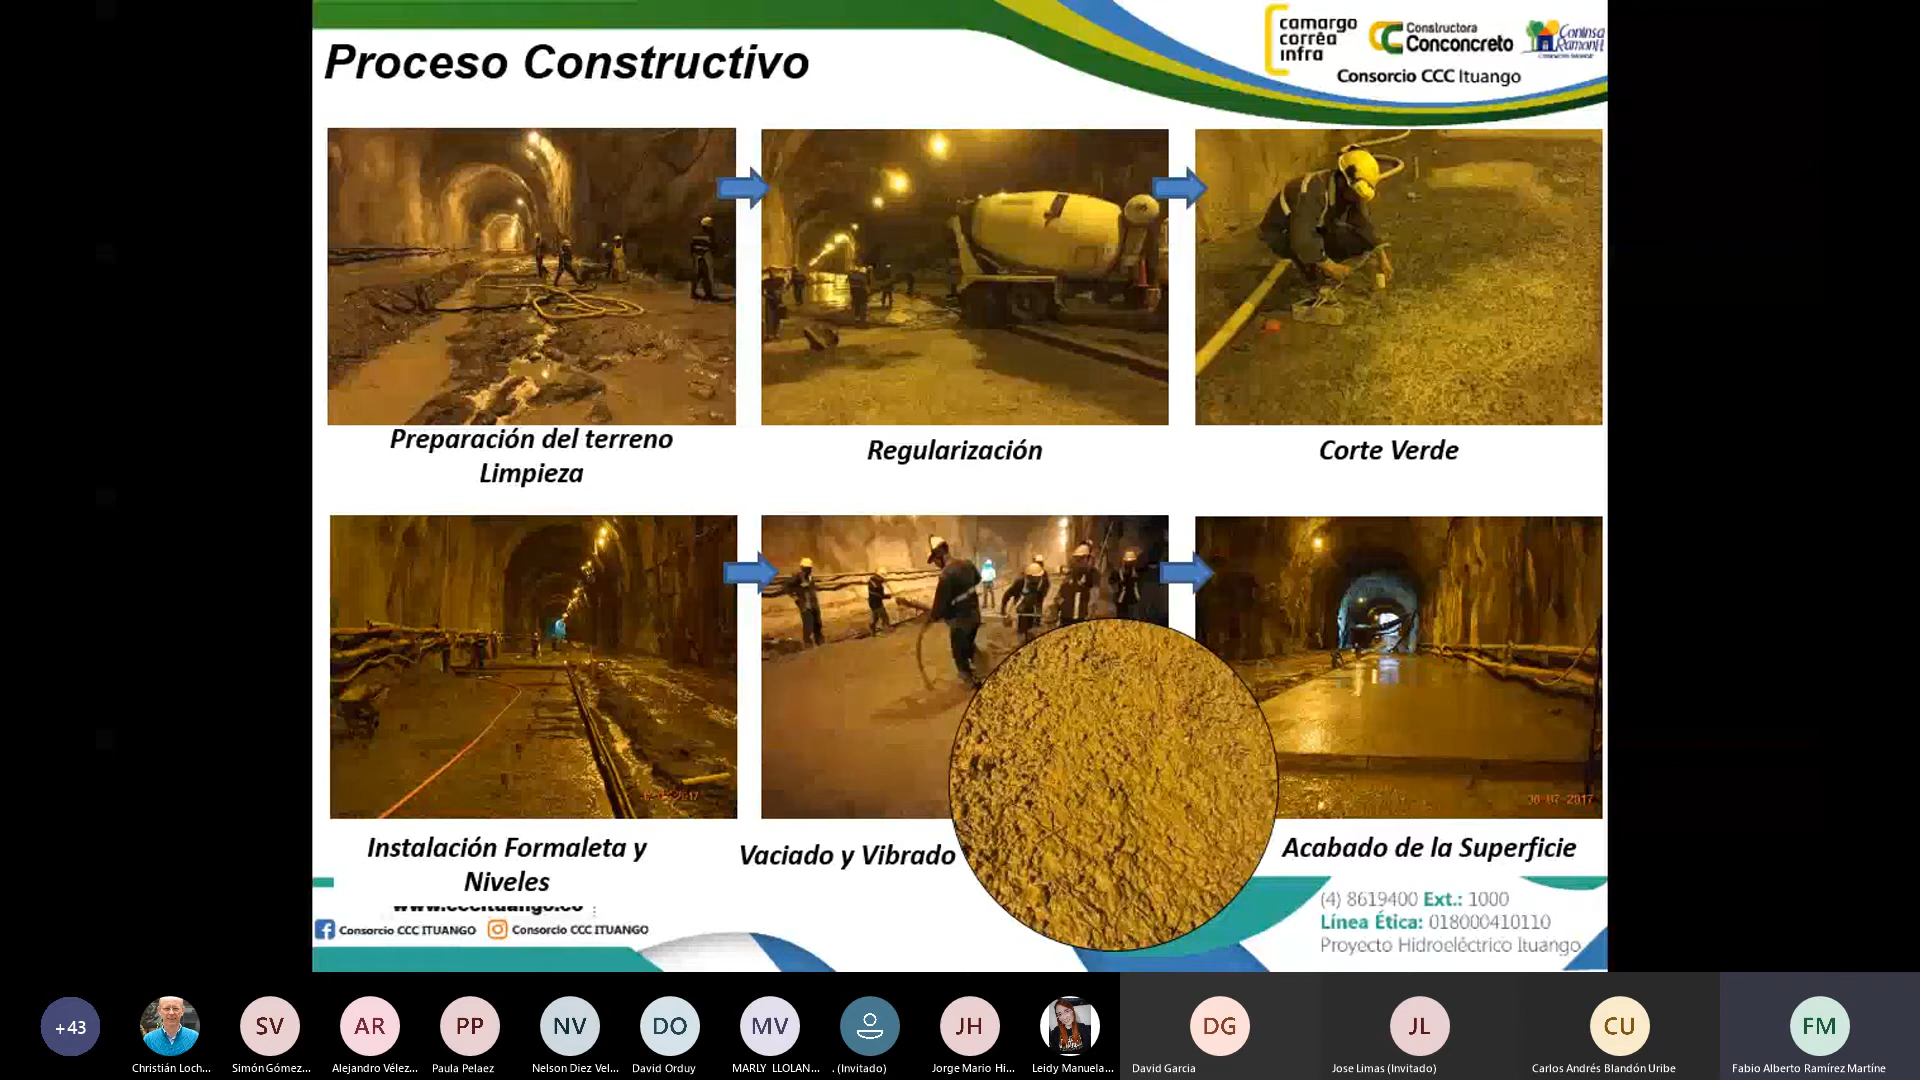 Proceso Constructivo
camargo
corrêa
infra
Constructora
Conconcreto
Coninsa
Ramon H
Consorcio CCC Ituango
Preparación del terreno
Limpieza
Regularización
Corte Verde
Instalación Formaleta y
Niveles
Vaciado y Vibrado
Acabado de la Superficie
30-07-2017
www.cccituango.co
Consorcio CCC ITUANGO
Consorcio CCC ITUANGO
(4) 8619400 Ext.: 1000
Línea Ética: 018000410110
Proyecto Hidroeléctrico Ituango
+43
SV
AR
PP
NV
DO
MV
JH
DG
JL
CU
FM
Christián Loch...
Simón Gómez...
Alejandro Vélez...
Paula Pelaez
Nelson Diez Vel...
David Orduy
MARLY LLOLAN...
. (Invitado)
Jorge Mario Hi...
Leidy Manuela...
David Garcia
Jose Limas (Invitado)
Carlos Andrés Blandón Uribe
Fabio Alberto Ramírez Martíne